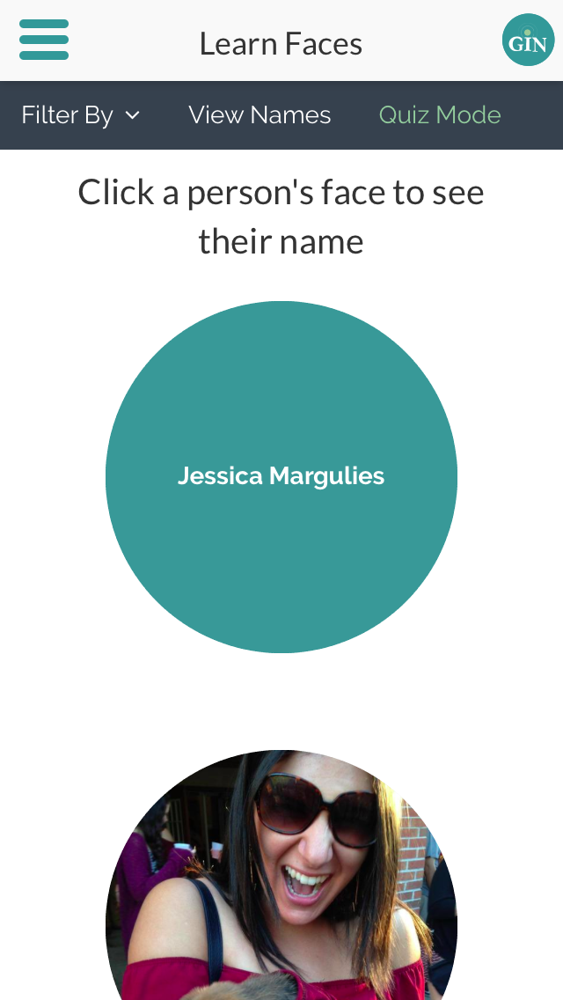 Learn Faces
GIN
Filter By
View Names
Quiz Mode
Click a person's face to see
their name
Jessica Margulies